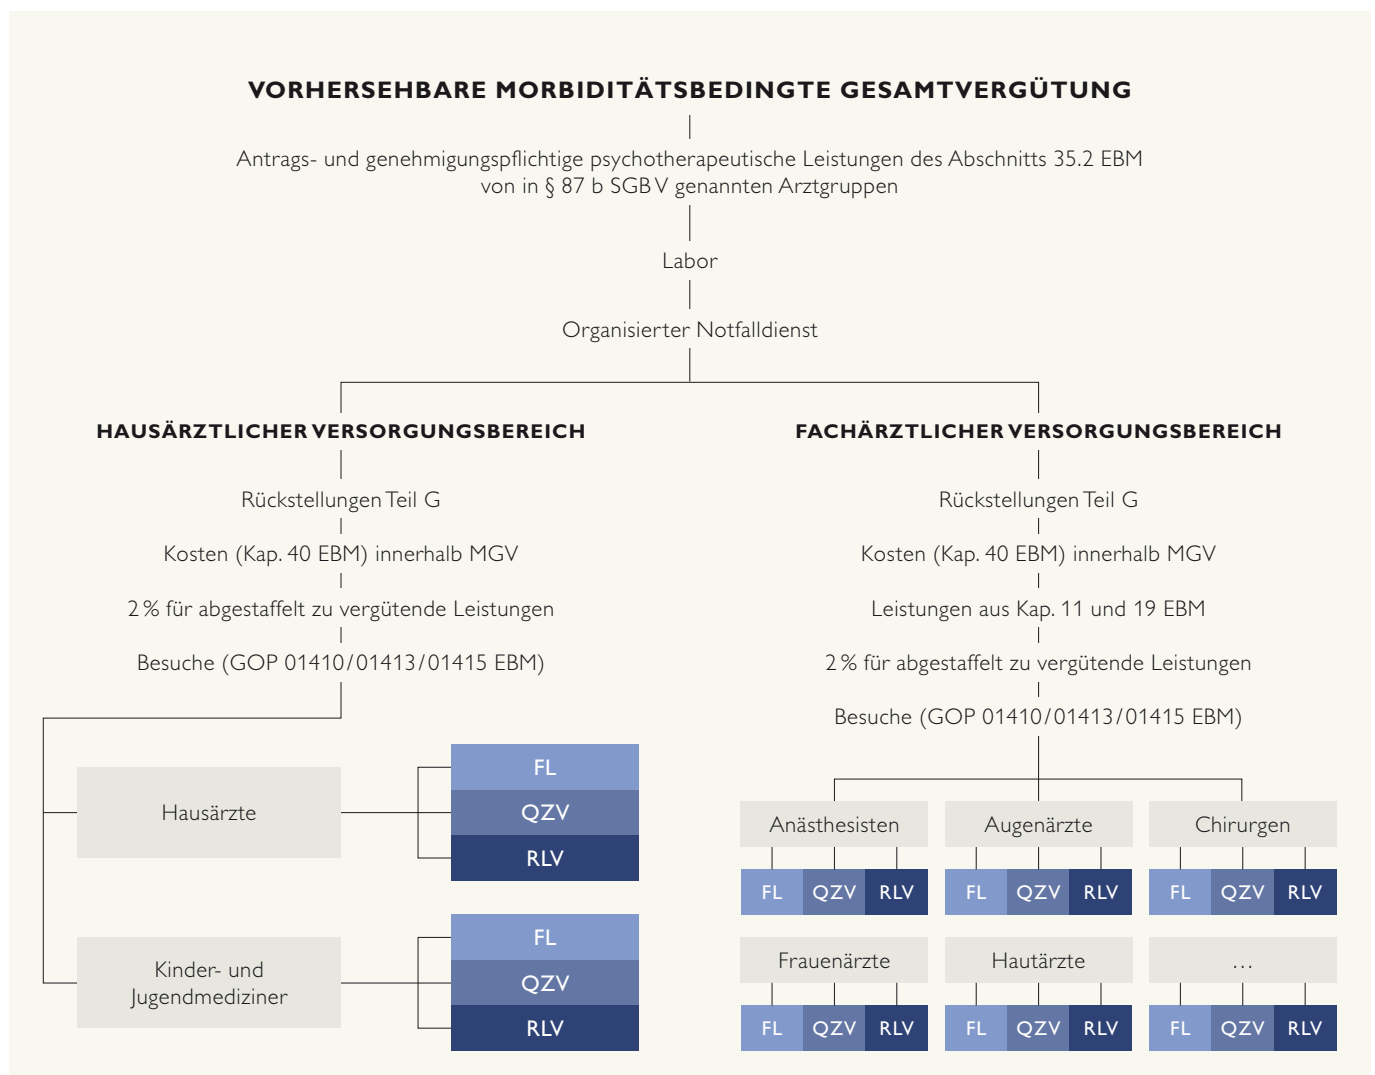 VORHERSEHBARE MORBIDITÄTSBEDINGTE GESAMTVERGÜTUNG
Antrags- und genehmigungspflichtige psychotherapeutische Leistungen des Abschnitts 35.2 EBM
von in § 87 b SGB V genannten Arztgruppen
Labor
Organisierter Notfalldienst
HAUSÄRZTLICHER VERSORGUNGSBEREICH
Rückstellungen Teil G
Kosten (Kap. 40 EBM) innerhalb MGV
2 % für abgestaffelt zu vergütende Leistungen
Besuche (GOP 01410/01413/01415 EBM)
Hausärzte
FL
QZV
RLV
Kinder- und
Jugendmediziner
FL
QZV
RLV
FACHÄRZTLICHER VERSORGUNGSBEREICH
Rückstellungen Teil G
Kosten (Kap. 40 EBM) innerhalb MGV
Leistungen aus Kap. 11 und 19 EBM
2 % für abgestaffelt zu vergütende Leistungen
Besuche (GOP 01410/01413/01415 EBM)
Anästhesisten
FL QZV RLV
Augenärzte
FL QZV RLV
Chirurgen
FL QZV RLV
Frauenärzte
FL QZV RLV
Hautärzte
FL QZV RLV
…
FL QZV RLV